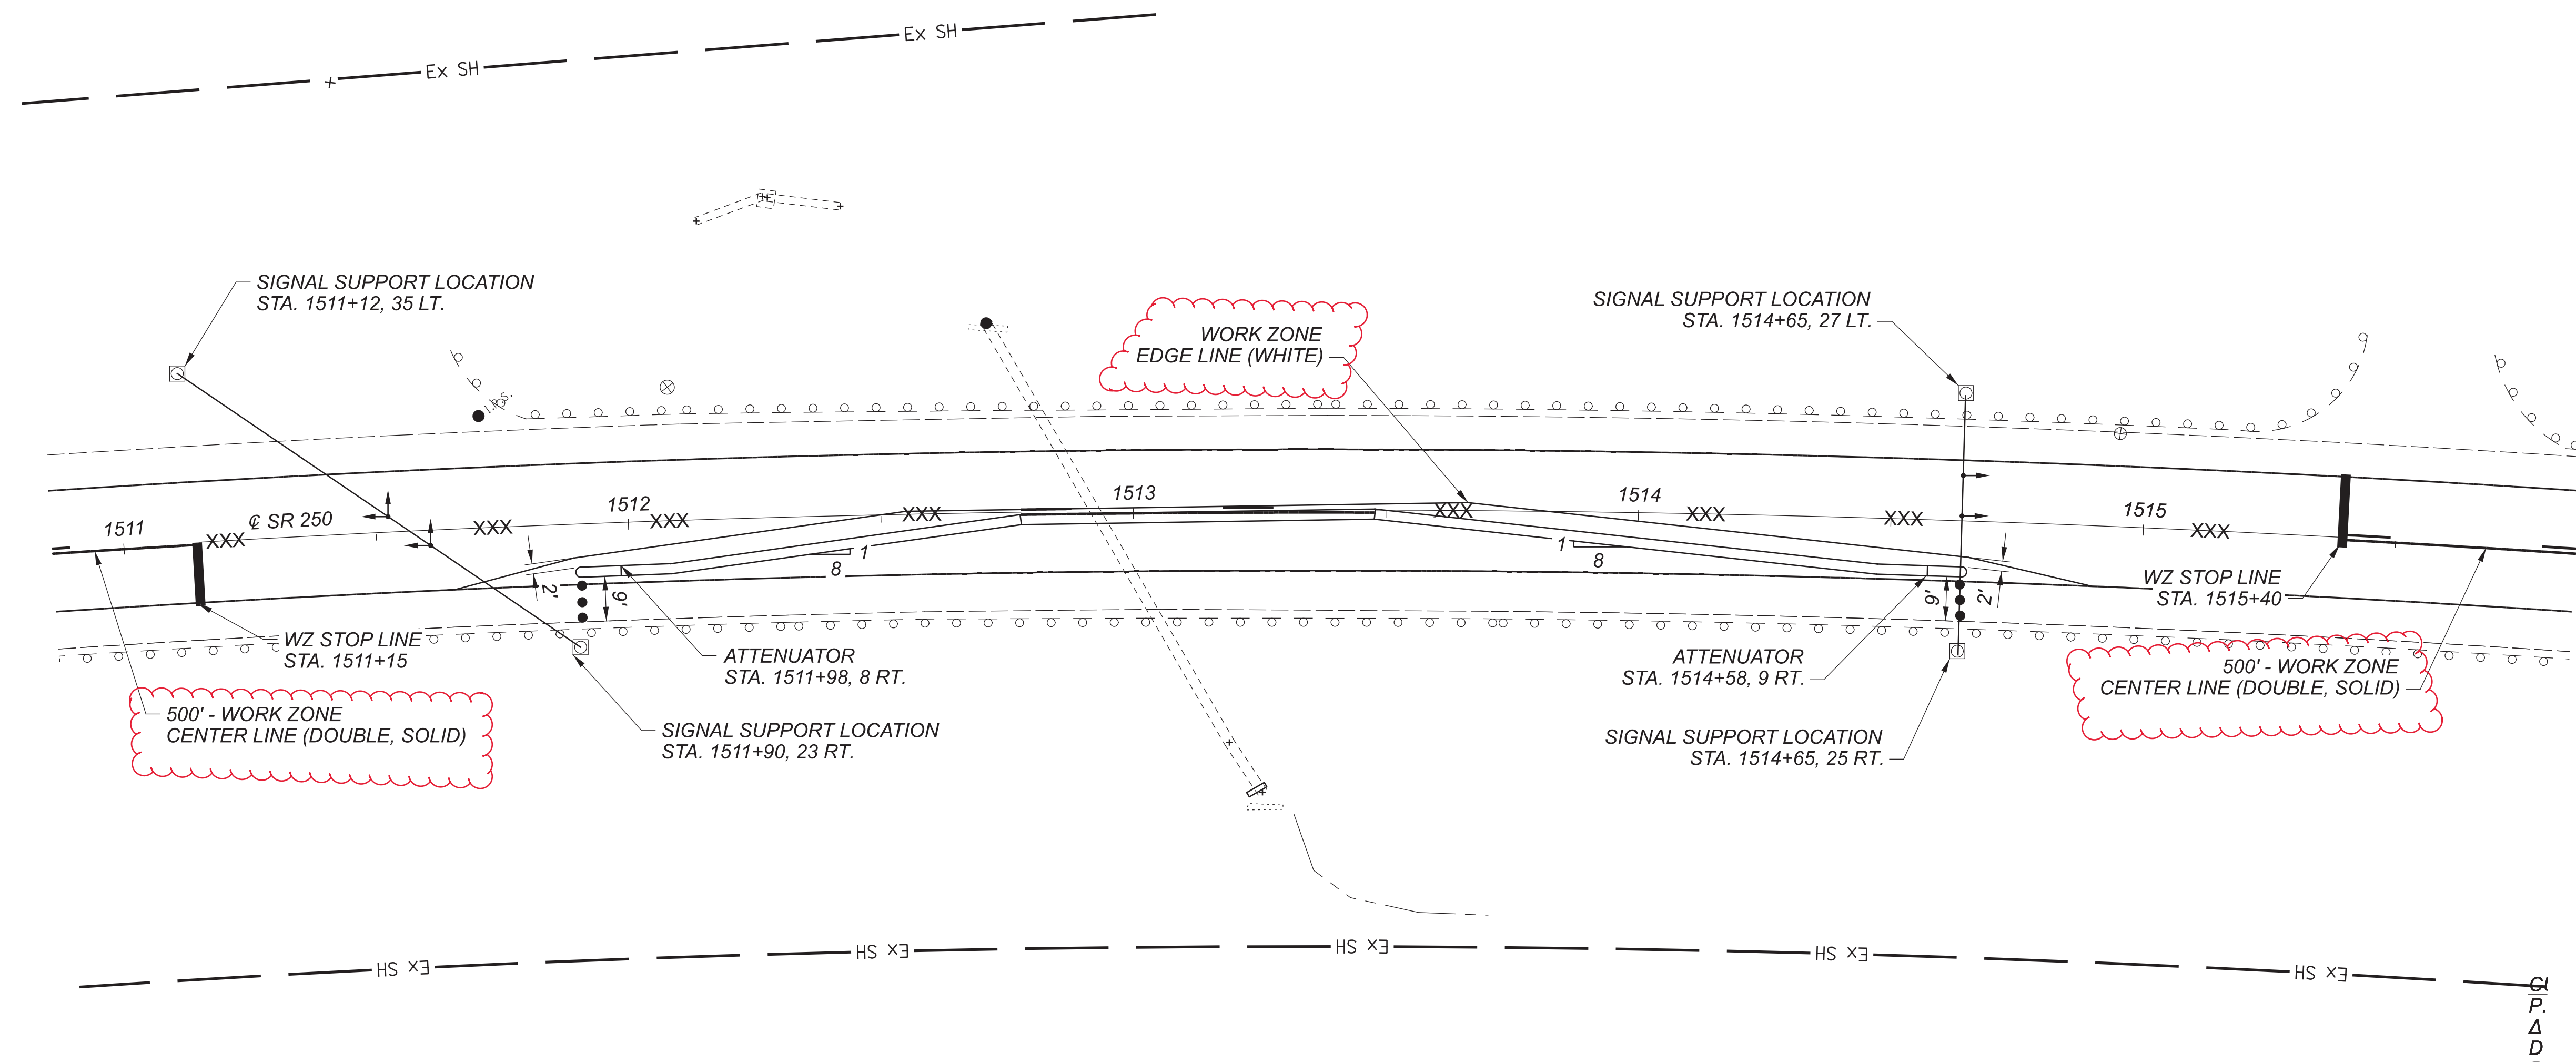 Ex SH
Ex SH
SIGNAL SUPPORT LOCATION
STA. 1511+12, 35 LT.
SIGNAL SUPPORT LOCATION
STA. 1514+65, 27 LT.
WORK ZONE
EDGE LINE (WHITE)
I.P.S.
1511
℄ SR 250
1512
1513
1514
1515
XXX
XXX
XXX
XXX
XXX
XXX
XXX
XXX
1
8
1
8
2'
9'
9'
2'
WZ STOP LINE
STA. 1511+15
WZ STOP LINE
STA. 1515+40
ATTENUATOR
STA. 1511+98, 8 RT.
ATTENUATOR
STA. 1514+58, 9 RT.
500' - WORK ZONE
CENTER LINE (DOUBLE, SOLID)
500' - WORK ZONE
CENTER LINE (DOUBLE, SOLID)
SIGNAL SUPPORT LOCATION
STA. 1511+90, 23 RT.
SIGNAL SUPPORT LOCATION
STA. 1514+65, 25 RT.
Ex SH
Ex SH
Ex SH
Ex SH
Ex SH
P.
Δ
D